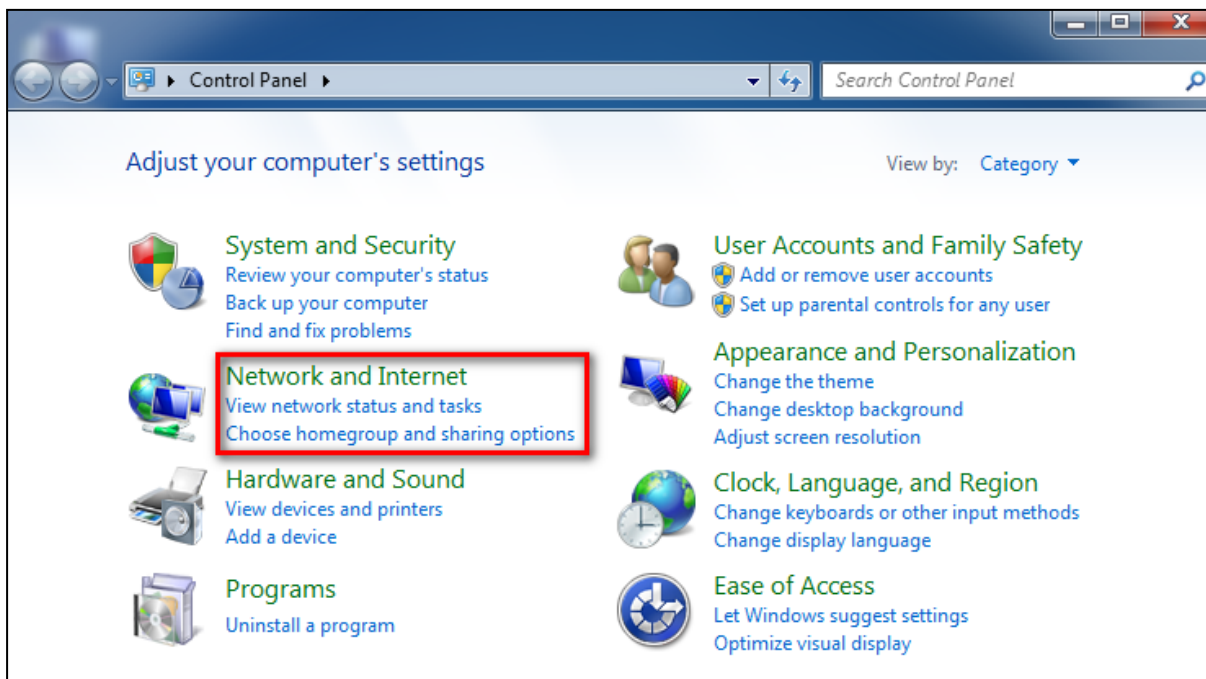 Control Panel
Search Control Panel
Adjust your computer's settings
View by: Category
System and Security
Review your computer's status
Back up your computer
Find and fix problems
Network and Internet
View network status and tasks
Choose homegroup and sharing options
Hardware and Sound
View devices and printers
Add a device
Programs
Uninstall a program
User Accounts and Family Safety
Add or remove user accounts
Set up parental controls for any user
Appearance and Personalization
Change the theme
Change desktop background
Adjust screen resolution
Clock, Language, and Region
Change keyboards or other input methods
Change display language
Ease of Access
Let Windows suggest settings
Optimize visual display